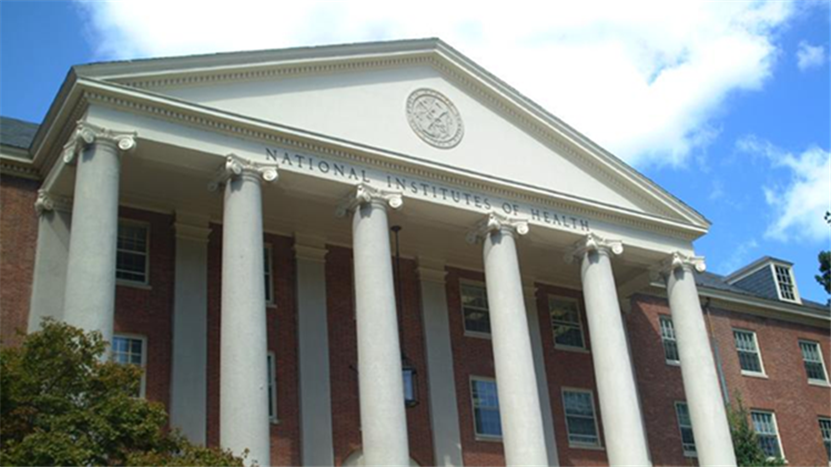 NATIONAL INSTITUTES OF HEALTH